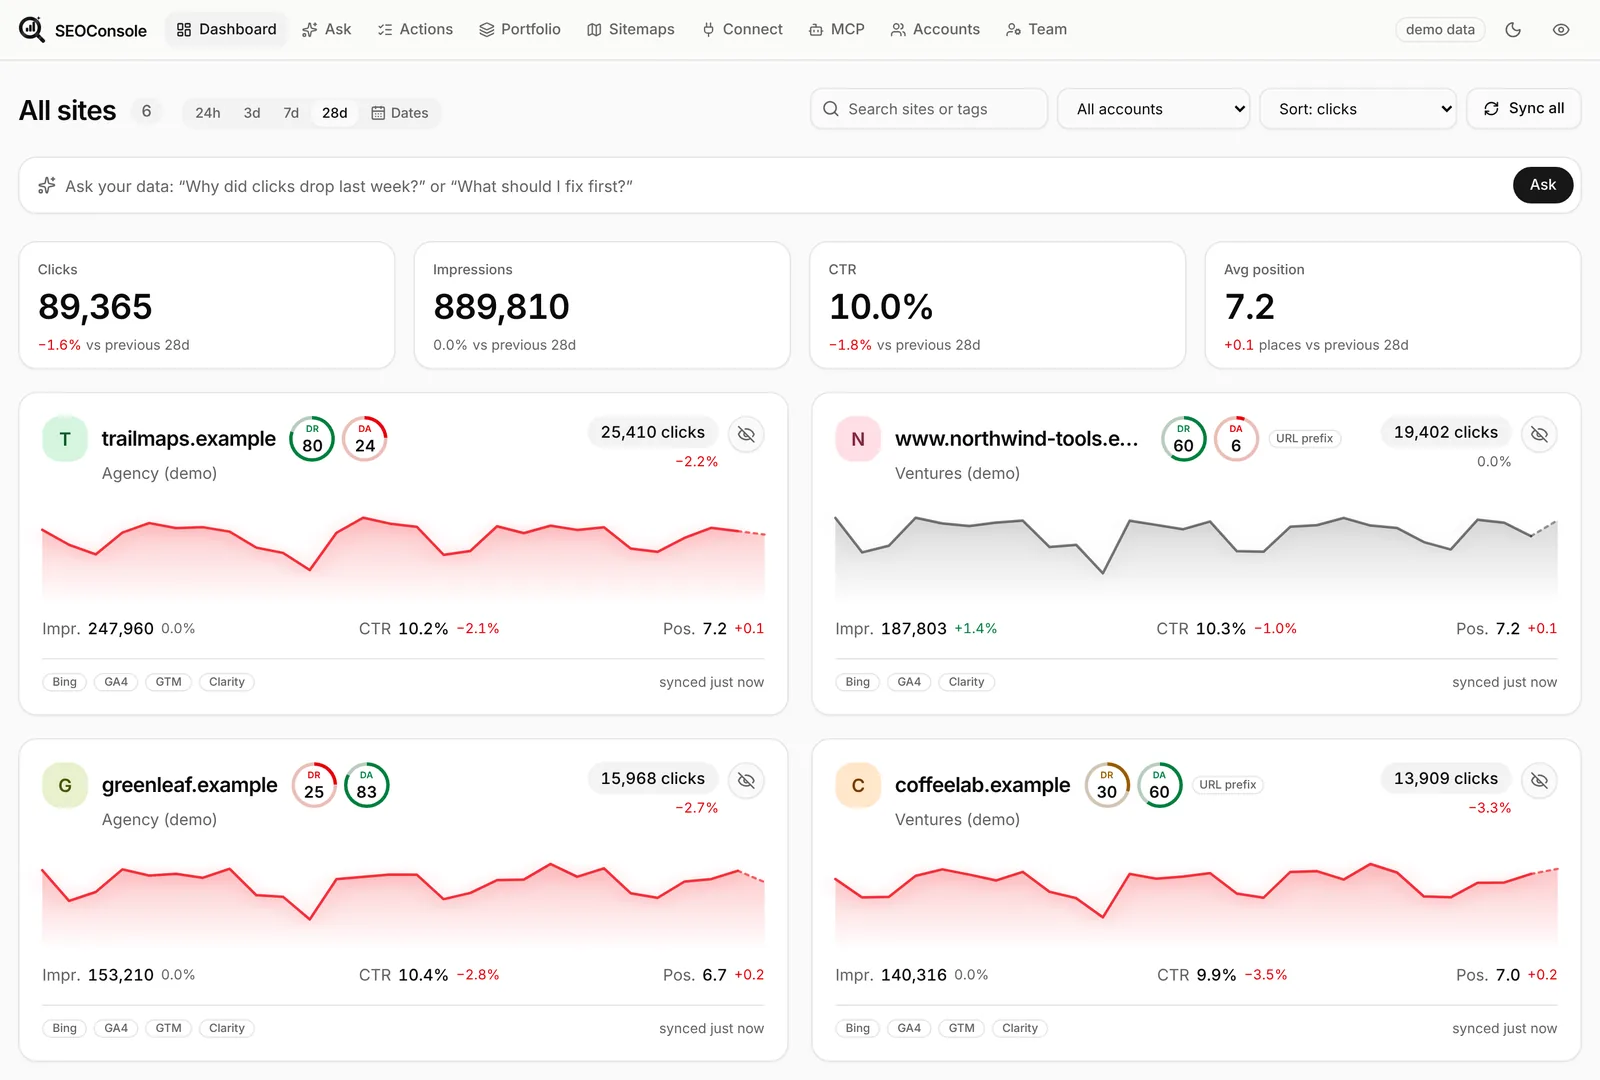 SEOConsole Dashboard Ask Actions Portfolio Sitemaps Connect MCP Accounts Team demo data
All sites 6 24h 3d 7d 28d Dates Search sites or tags All accounts Sort: clicks Sync all
Ask your data: “Why did clicks drop last week?” or “What should I fix first?” Ask
Clicks
89,365
−1.6% vs previous 28d
Impressions
889,810
0.0% vs previous 28d
CTR
10.0%
−1.8% vs previous 28d
Avg position
7.2
+0.1 places vs previous 28d
T trailmaps.example DR 80 DA 24 25,410 clicks
−2.2%
Agency (demo)
Impr. 247,960 0.0% CTR 10.2% −2.1% Pos. 7.2 +0.1
Bing GA4 GTM Clarity synced just now
N www.northwind-tools.e... DR 60 DA 6 URL prefix 19,402 clicks
0.0%
Ventures (demo)
Impr. 187,803 +1.4% CTR 10.3% −1.0% Pos. 7.2 +0.1
Bing GA4 Clarity synced just now
G greenleaf.example DR 25 DA 83 15,968 clicks
−2.7%
Agency (demo)
Impr. 153,210 0.0% CTR 10.4% −2.8% Pos. 6.7 +0.2
Bing GA4 GTM Clarity synced just now
C coffeelab.example DR 30 DA 60 URL prefix 13,909 clicks
−3.3%
Ventures (demo)
Impr. 140,316 0.0% CTR 9.9% −3.5% Pos. 7.0 +0.2
Bing GA4 GTM Clarity synced just now